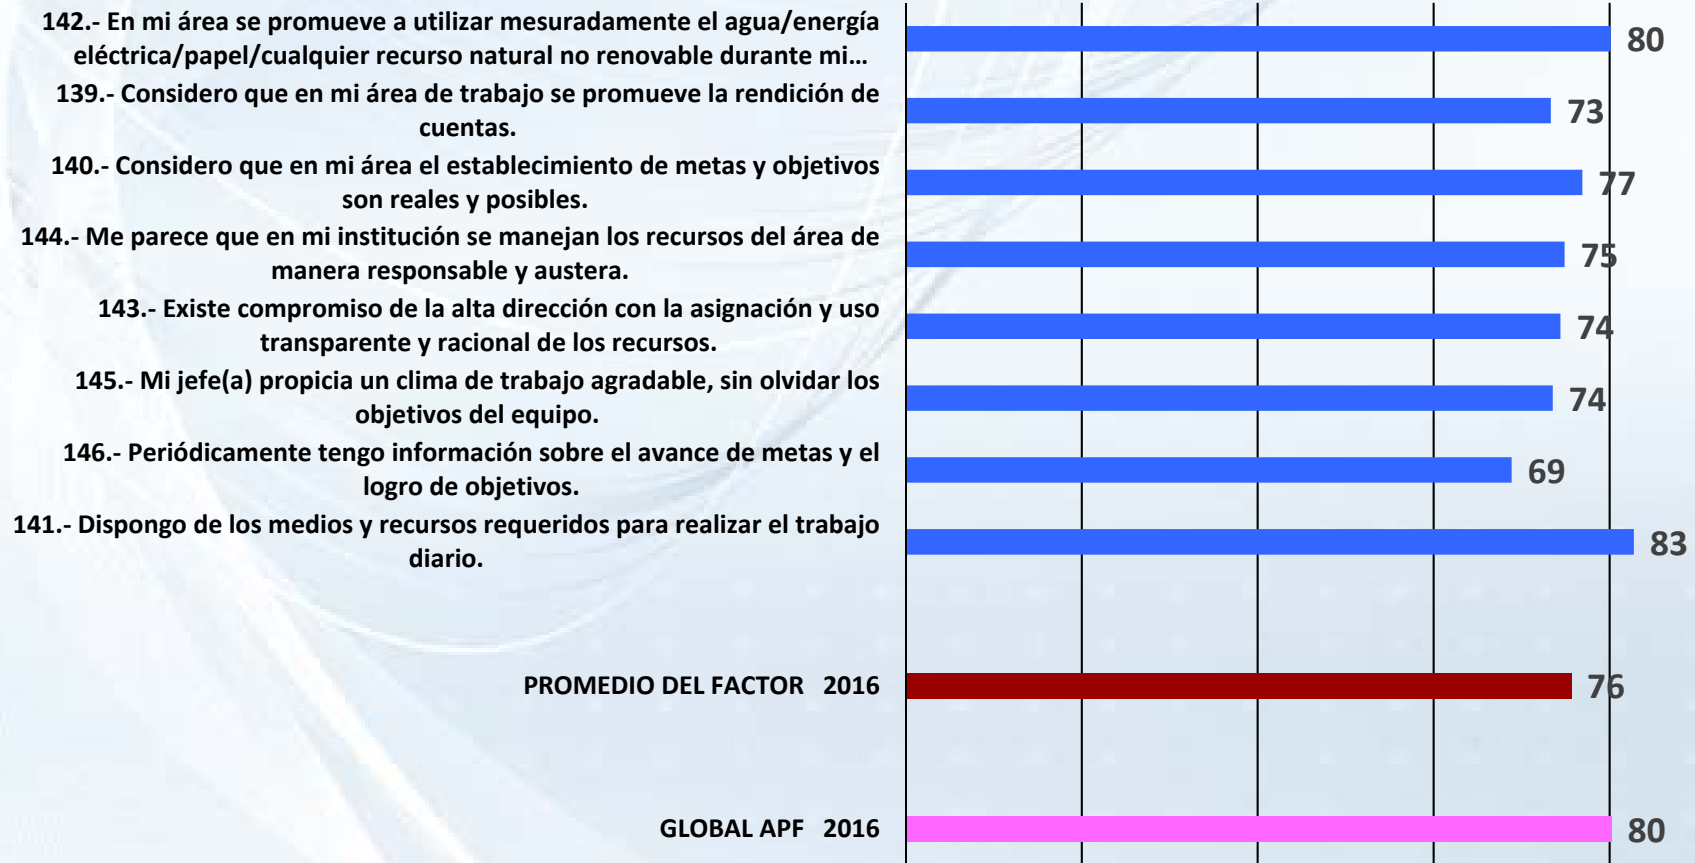 142.- En mi área se promueve a utilizar mesuradamente el agua/energía
eléctrica/papel/cualquier recurso natural no renovable durante mi…
80
139.- Considero que en mi área de trabajo se promueve la rendición de
cuentas.
73
140.- Considero que en mi área el establecimiento de metas y objetivos
son reales y posibles.
77
144.- Me parece que en mi institución se manejan los recursos del área de
manera responsable y austera.
75
143.- Existe compromiso de la alta dirección con la asignación y uso
transparente y racional de los recursos.
74
145.- Mi jefe(a) propicia un clima de trabajo agradable, sin olvidar los
objetivos del equipo.
74
146.- Periódicamente tengo información sobre el avance de metas y el
logro de objetivos.
69
141.- Dispongo de los medios y recursos requeridos para realizar el trabajo
diario.
83
PROMEDIO DEL FACTOR 2016
76
GLOBAL APF 2016
80